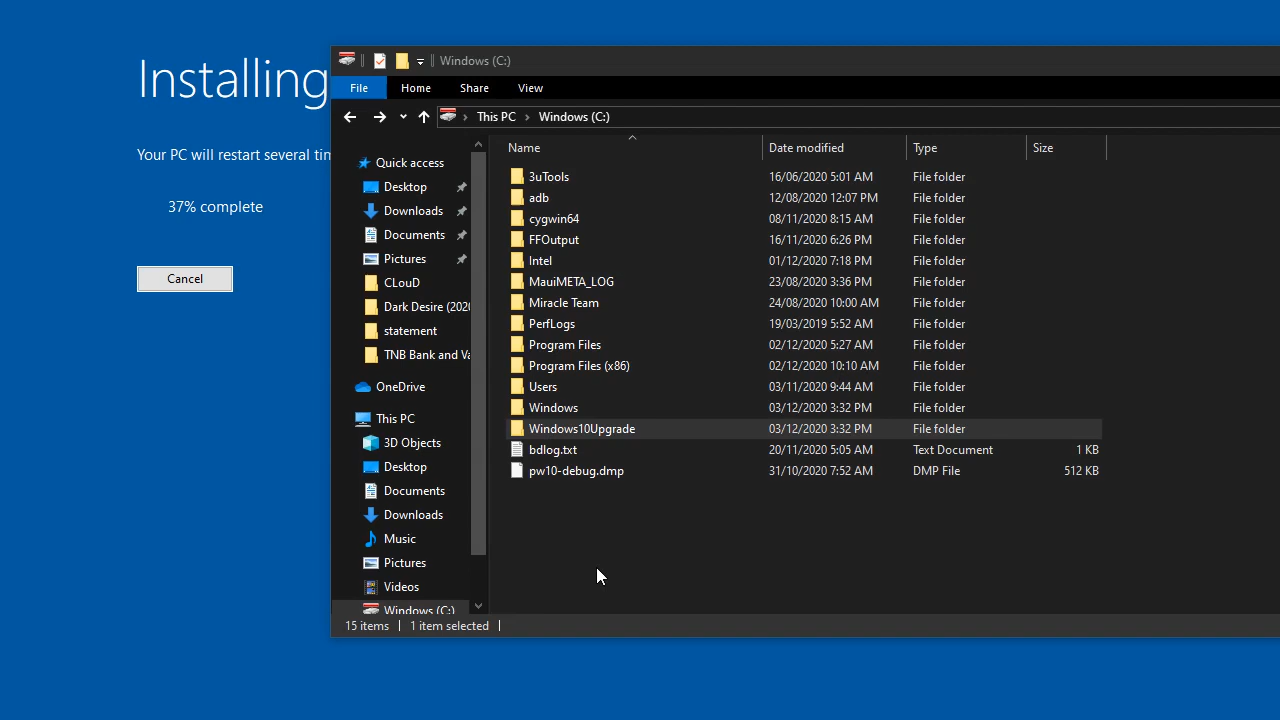 Installing
Your PC will restart several
37% complete
Cancel
Windows (C:)
File Home Share View
This PC Windows (C:)
Quick access
Desktop
Downloads
Documents
Pictures
CLouD
Dark Desire (202
statement
TNB Bank and
OneDrive
This PC
3D Objects
Desktop
Documents
Downloads
Music
Pictures
Videos
Windows (C:)
Name Date modified Type Size
3uTools 16/06/2020 5:01 AM File folder
adb 12/08/2020 12:07 PM File folder
cygwin64 08/11/2020 8:15 AM File folder
FFOutput 16/11/2020 6:26 PM File folder
Intel 01/12/2020 7:18 PM File folder
MauiMETA_LOG 23/08/2020 3:36 PM File folder
Miracle Team 24/08/2020 10:00 AM File folder
PerfLogs 19/03/2019 5:52 AM File folder
Program Files 02/12/2020 5:27 AM File folder
Program Files (x86) 02/12/2020 10:10 AM File folder
Users 03/11/2020 9:44 AM File folder
Windows 03/12/2020 3:32 PM File folder
Windows10Upgrade 03/12/2020 3:32 PM File folder
bdlog.txt 20/11/2020 5:05 AM Text Document 1 KB
pw10-debug.dmp 31/10/2020 7:52 AM DMP File 512 KB
15 items 1 item selected